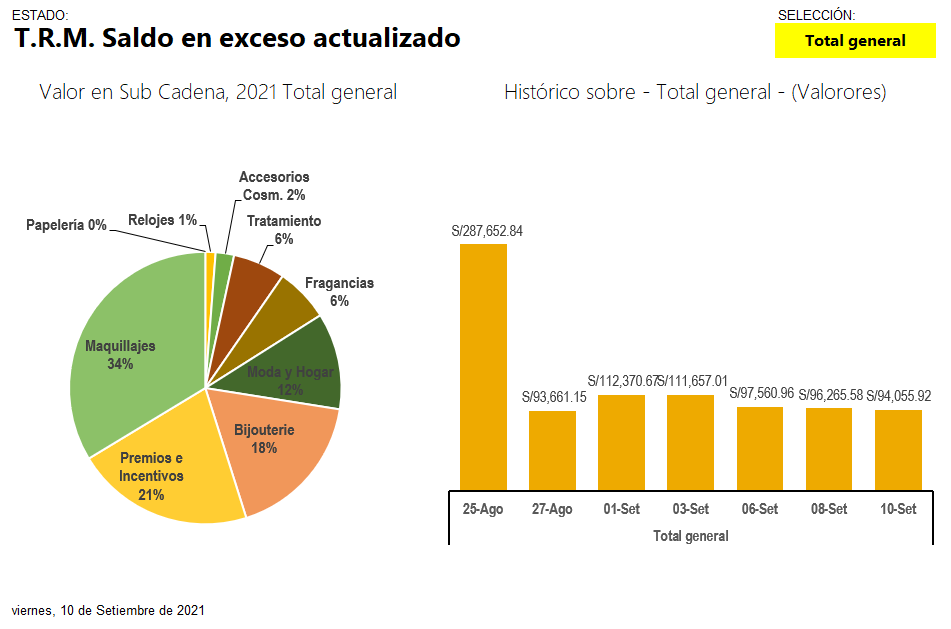 ESTADO:
T.R.M. Saldo en exceso actualizado
SELECCIÓN:
Total general
Valor en Sub Cadena, 2021 Total general
Accesorios
Cosm. 2%
Relojes 1%
Papelería 0%
Tratamiento
6%
Fragancias
6%
Maquillajes
34%
Moda y Hogar
12%
Bijouterie
18%
Premios e
Incentivos
21%
Histórico sobre - Total general - (Valorores)
S/287,652.84
S/93,661.15
S/112,370.67
S/111,657.01
S/97,560.96
S/96,265.58
S/94,055.92
25-Ago
27-Ago
01-Set
03-Set
06-Set
08-Set
10-Set
Total general
viernes, 10 de Setiembre de 2021